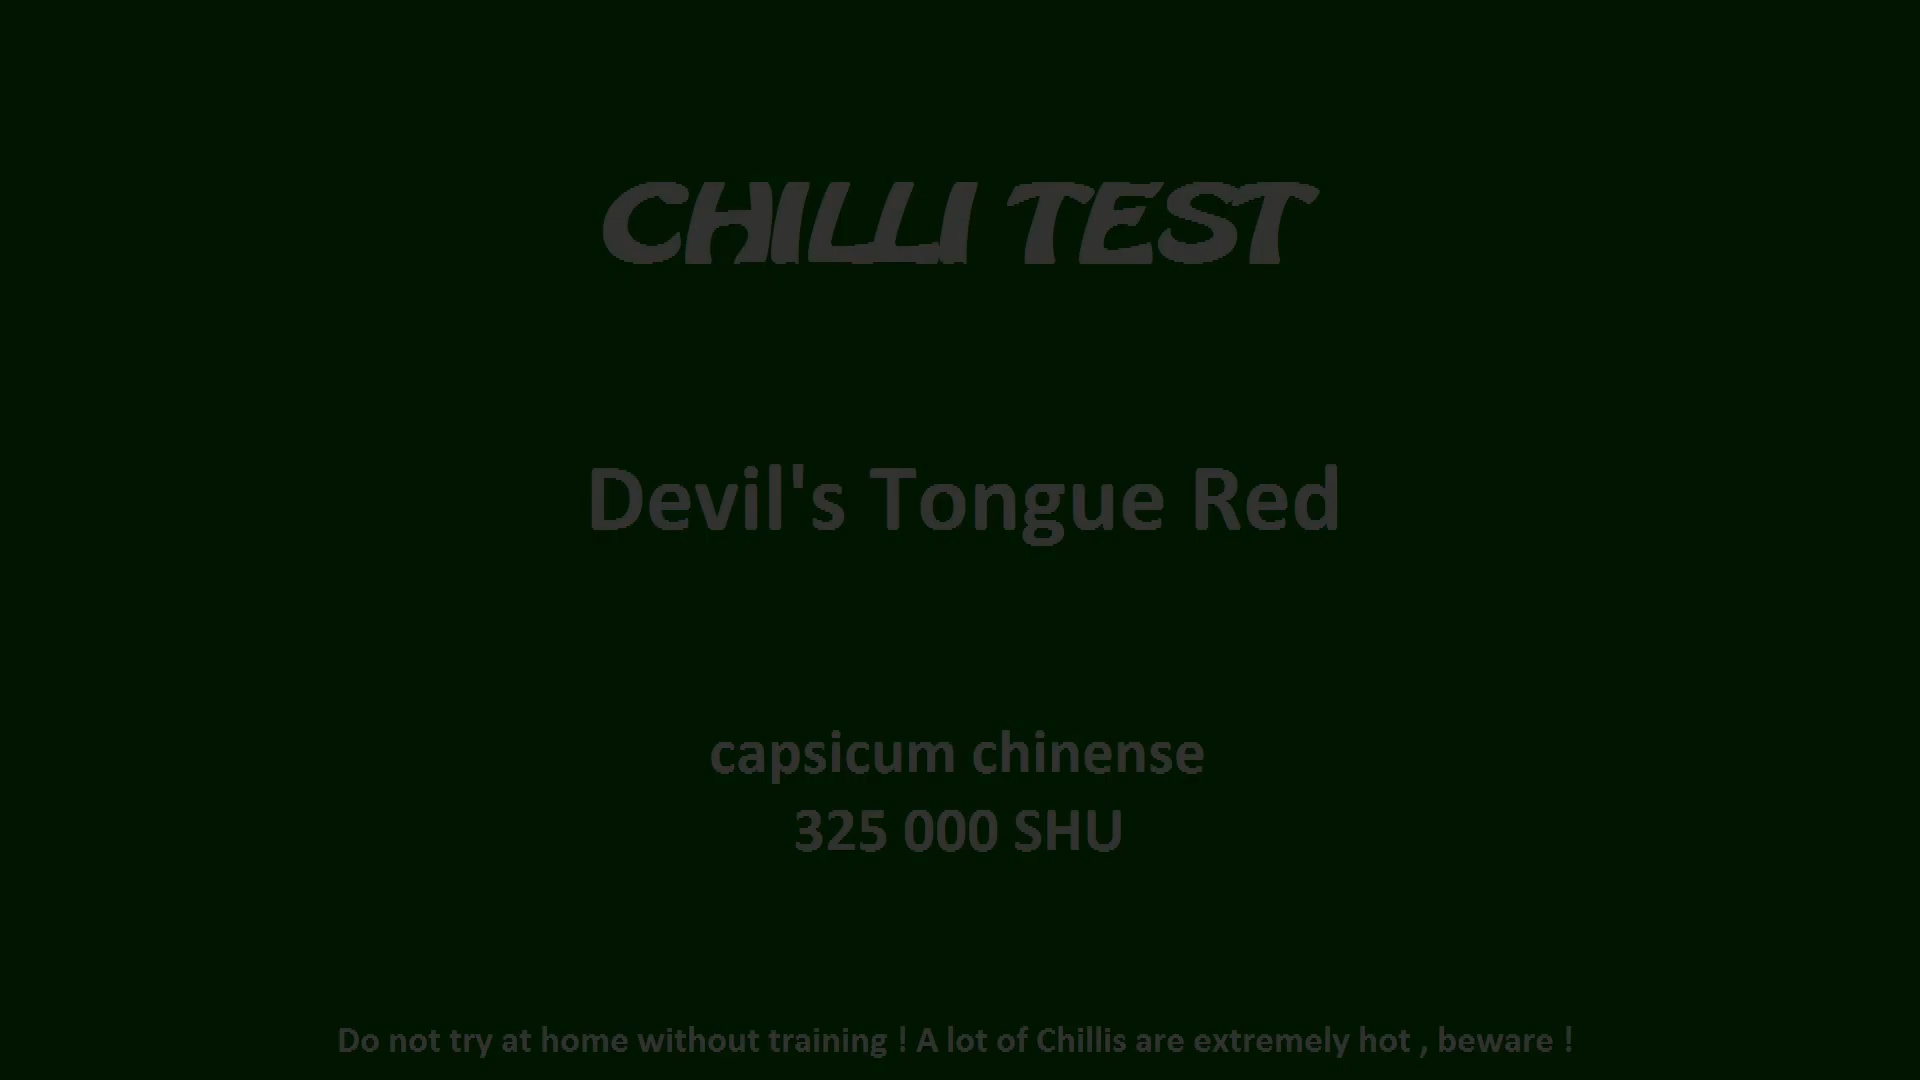 CHILLI TEST
Devil's Tongue Red
capsicum chinense
325 000 SHU
Do not try at home without training ! A lot of Chillis are extremely hot , beware !